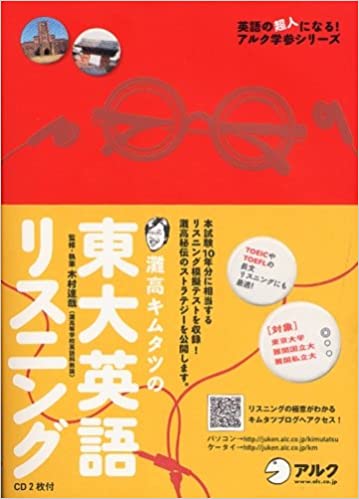 英語の超人になる!
アルク学参シリーズ
灘高キムタツの
東大英語
リスニング
監修・執筆 木村達哉(灘高等学校英語科教諭)
CD2枚付
本試験10年分に相当する
リスニング模擬テストを収録!
灘高秘伝のストラテジーを公開します。
TOEICや
TOEFLの
長文
リスニングにも
最適!
[対象]
東京大学
難関国立大
難関私立大
リスニングの極意がわかる
キムタツブログへアクセス!
パソコン→http://juken.alc.co.jp/kimutatsu
ケータイ→http://juken.alc.co.jp/km
アルク
www.alc.co.jp